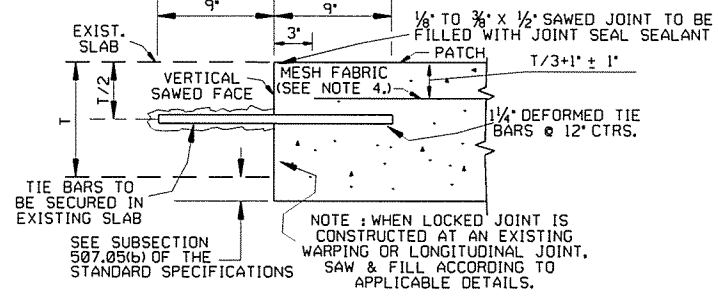 9" 9"
3"
EXIST.
SLAB
1/8" TO 3/8" X 1/2" SAWED JOINT TO BE
FILLED WITH JOINT SEAL SEALANT
PATCH
T/3+1" ± 1"
T/2
T
VERTICAL
SAWED FACE
MESH FABRIC
(SEE NOTE 4.)
1 1/4" DEFORMED TIE
BARS @ 12" CTRS.
TIE BARS TO
BE SECURED IN
EXISTING SLAB
SEE SUBSECTION
507.05(b) OF THE
STANDARD SPECIFICATIONS
NOTE : WHEN LOCKED JOINT IS
CONSTRUCTED AT AN EXISTING
WARPING OR LONGITUDINAL JOINT,
SAW & FILL ACCORDING TO
APPLICABLE DETAILS.